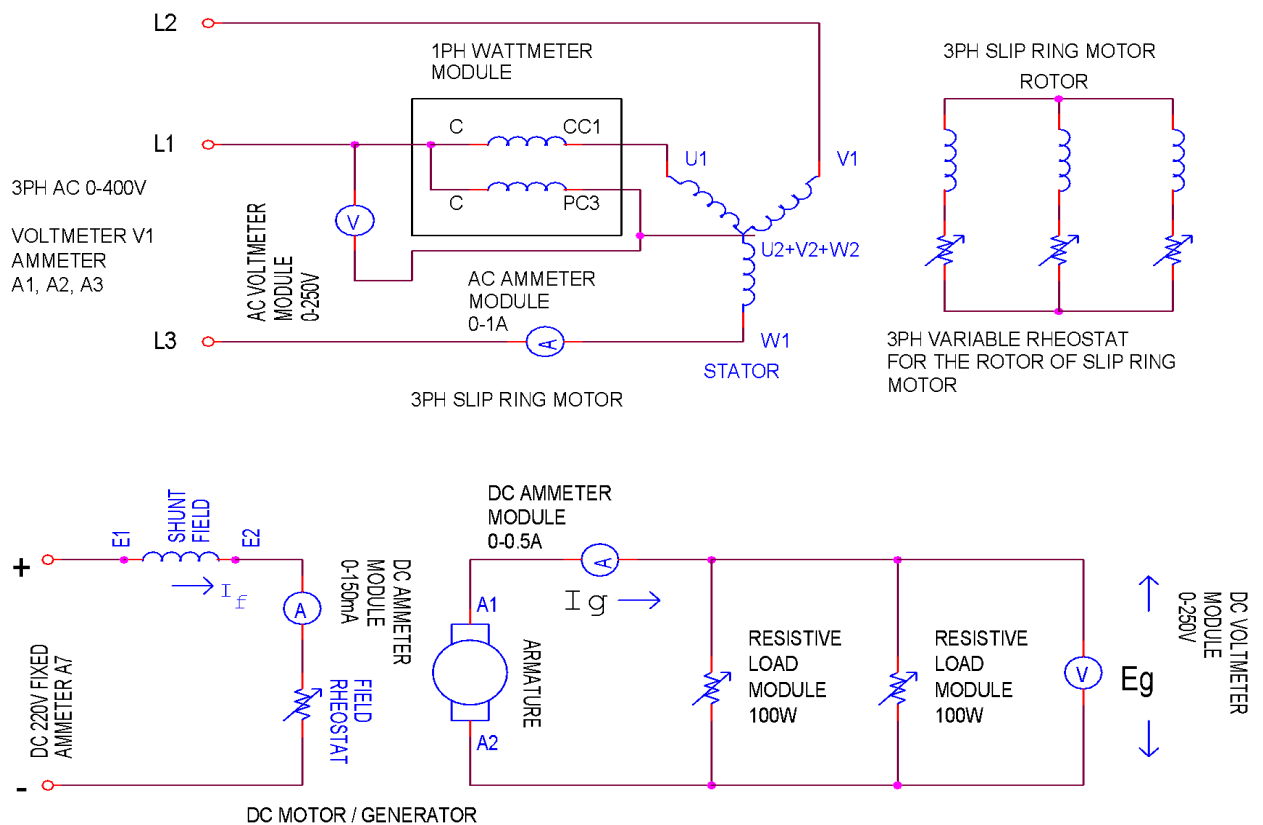 L2
1PH WATTMETER
MODULE
3PH SLIP RING MOTOR
ROTOR
L1
C
CC1
U1
V1
3PH AC 0-400V
C
PC3
V
VOLTMETER V1
AMMETER
A1, A2, A3
AC VOLTMETER
MODULE
0-250V
U2+V2+W2
AC AMMETER
MODULE
0-1A
L3
A
W1
STATOR
3PH VARIABLE RHEOSTAT
FOR THE ROTOR OF SLIP RING
MOTOR
3PH SLIP RING MOTOR
+
E1
SHUNT
FIELD
E2
If
A
DC AMMETER
MODULE
0-150mA
DC 220V FIXED
AMMETER A7
FIELD
RHEOSTAT
-
DC AMMETER
MODULE
0-0.5A
A
Ig
A1
ARMATURE
A2
RESISTIVE
LOAD
MODULE
100W
RESISTIVE
LOAD
MODULE
100W
V
Eg
DC VOLTMETER
MODULE
0-250V
DC MOTOR / GENERATOR